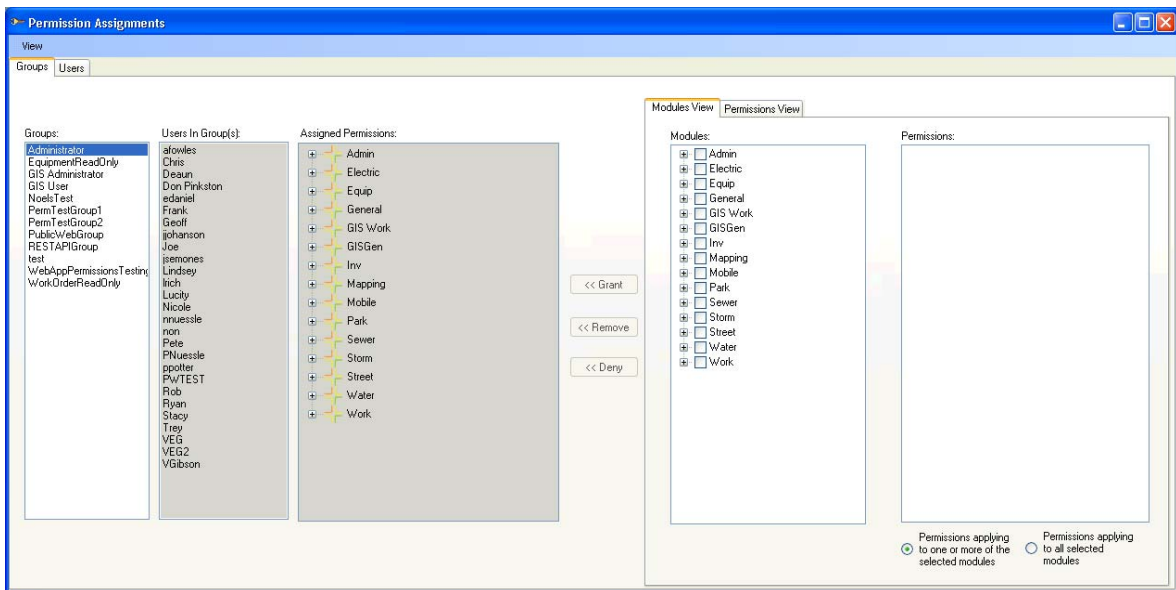 Permission Assignments
View
Groups
Users
Modules View
Permissions View
Groups:
Administrator
EquipmentReadOnly
GIS Administrator
GIS User
NoelsTest
PermTestGroup1
PermTestGroup2
PublicWebGroup
RESTAPIGroup
test
WebAppPermissionsTesting
WorkOrderReadOnly
Users In Group(s):
afowles
Chris
Deaun
Don Pinkston
edaniel
Frank
Geoff
jjohanson
Joe
jsemones
Lindsey
lrich
Lucity
Nicole
nnuessle
non
Pete
PNuessle
ppotter
PWTEST
Rob
Ryan
Stacy
Trey
VEG
VEG2
VGibson
Assigned Permissions:
Admin
Electric
Equip
General
GIS Work
GISGen
Inv
Mapping
Mobile
Park
Sewer
Storm
Street
Water
Work
<< Grant
<< Remove
<< Deny
Modules:
Admin
Electric
Equip
General
GIS Work
GISGen
Inv
Mapping
Mobile
Park
Sewer
Storm
Street
Water
Work
Permissions:
Permissions applying
to one or more of the
selected modules
Permissions applying
to all selected
modules